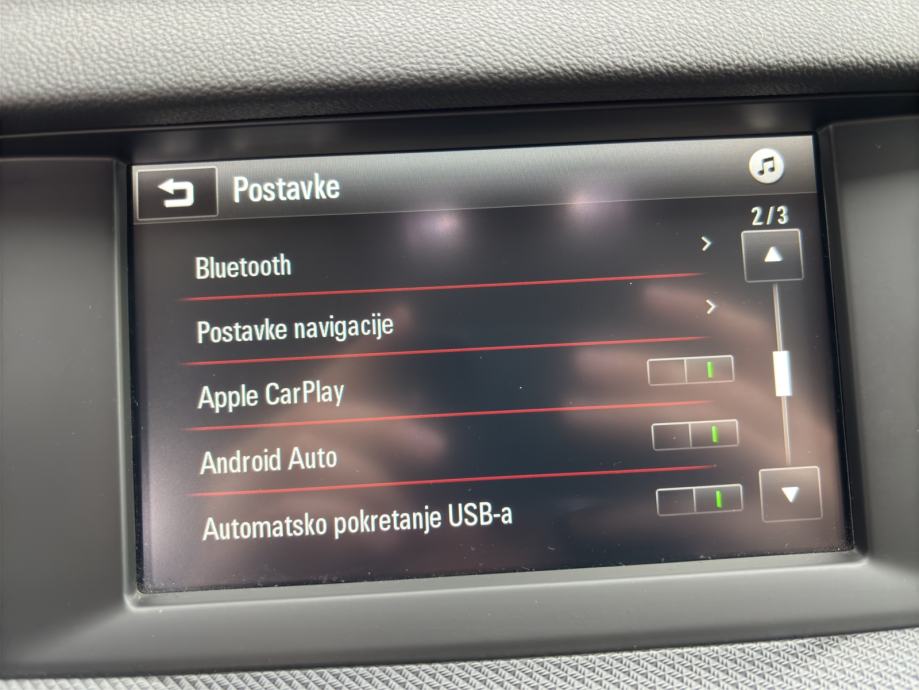 Postavke
2/3
Bluetooth
Postavke navigacije
Apple CarPlay
Android Auto
Automatsko pokretanje USB-a